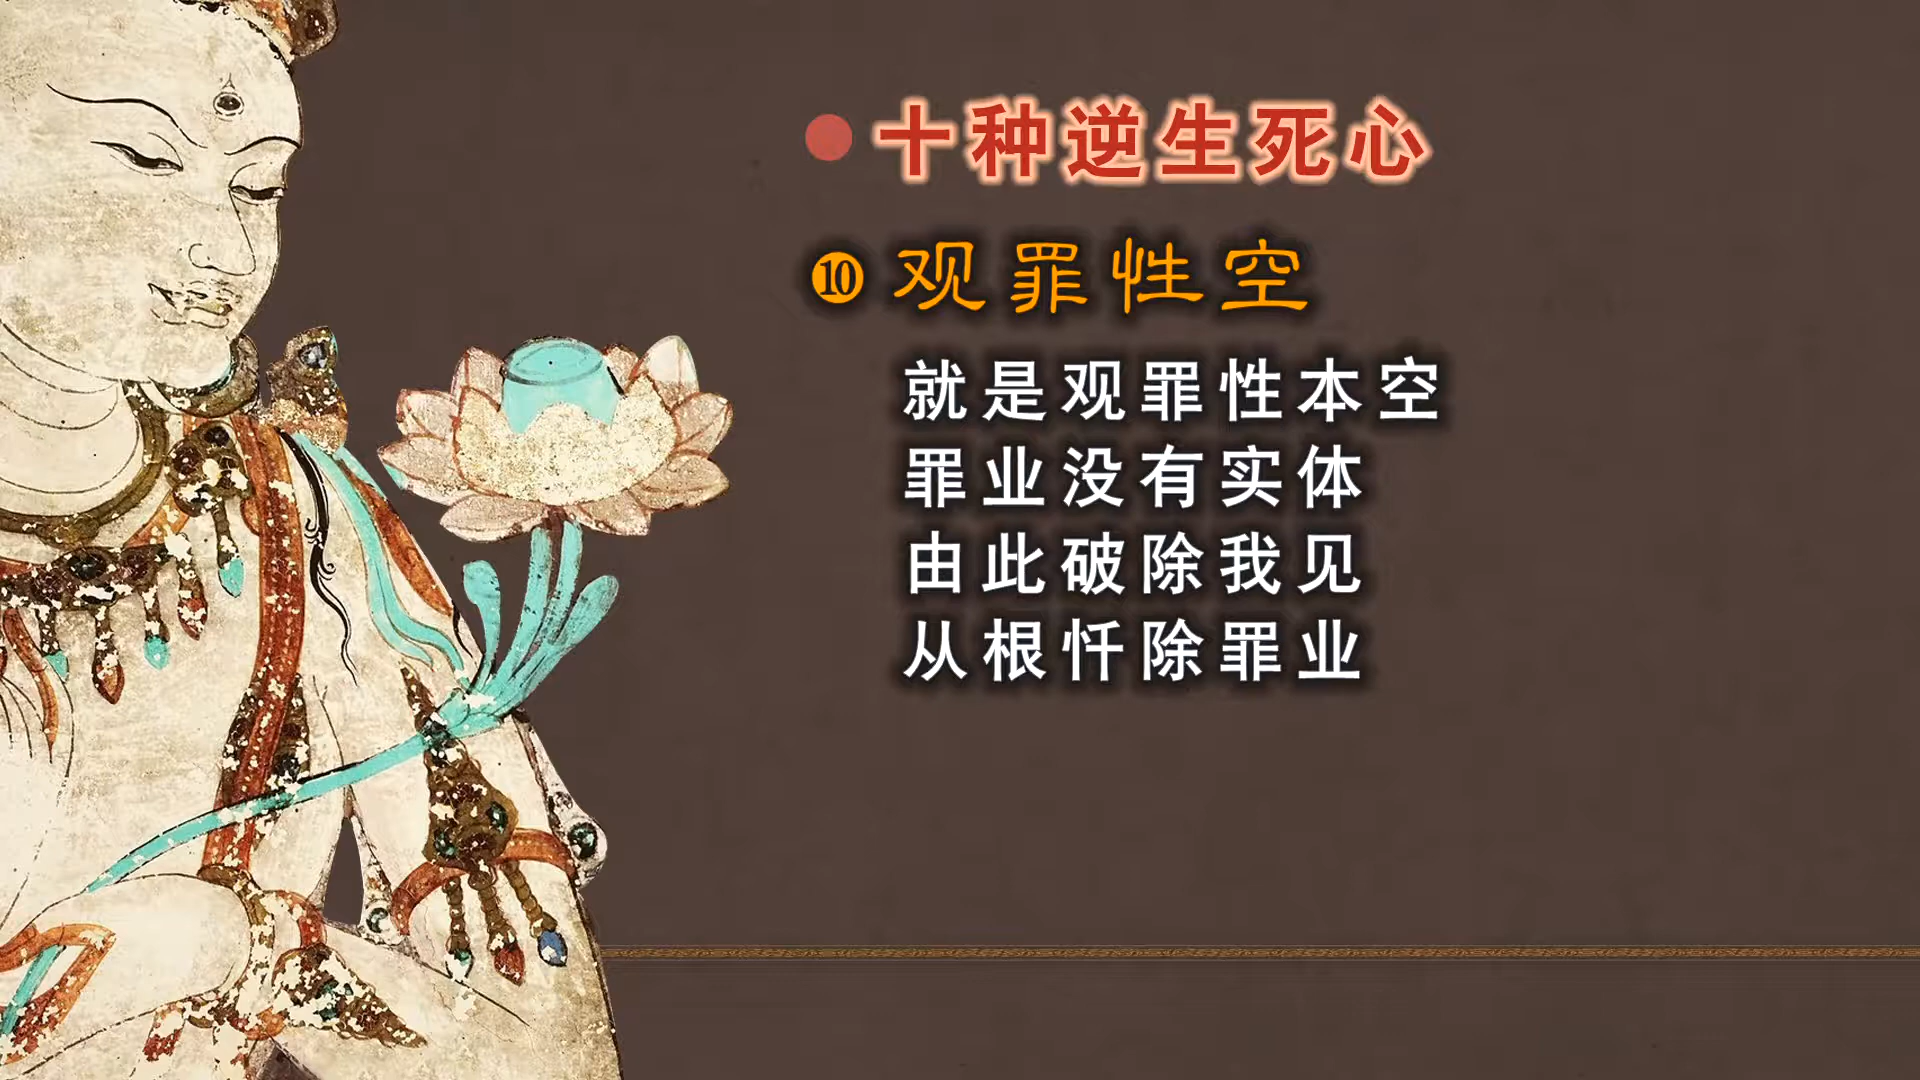 十种逆生死心
❿ 观罪性空
就是观罪性本空
罪业没有实体
由此破除我见
从根忏除罪业